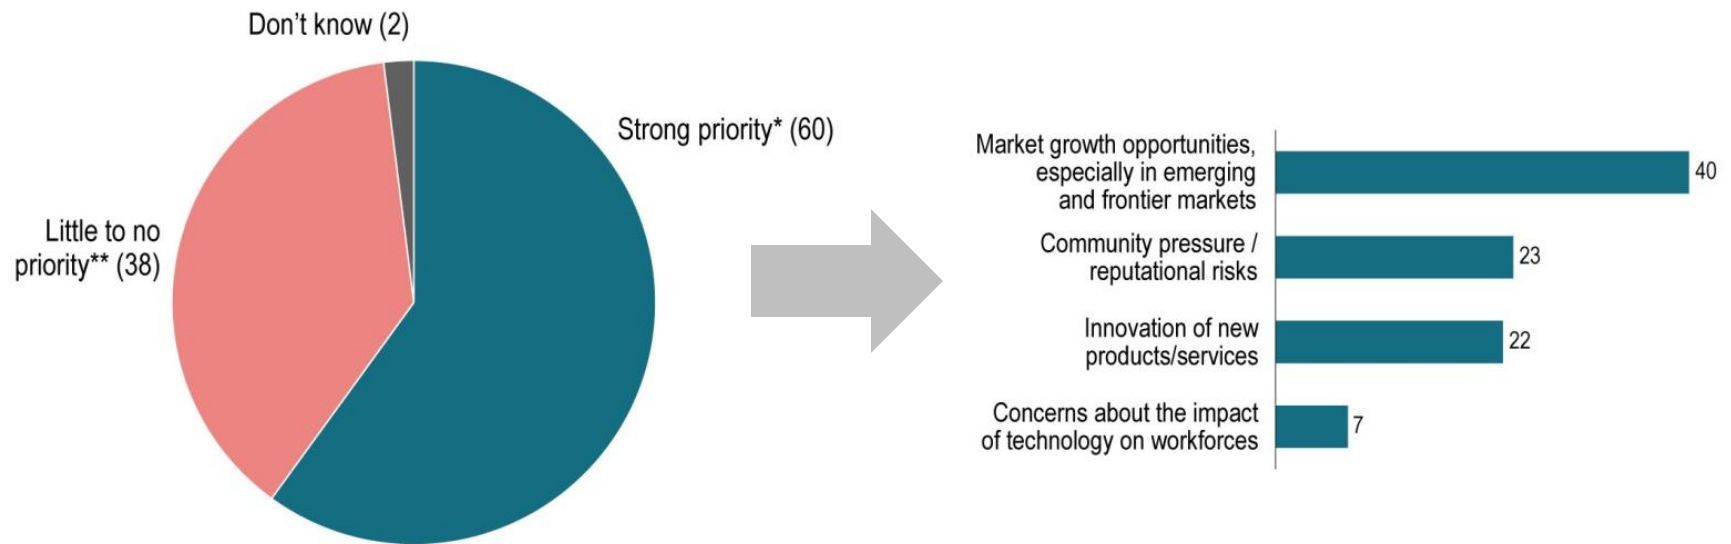 Don’t know (2)
Strong priority* (60)
Little to no
priority** (38)
Market growth opportunities,
especially in emerging
and frontier markets
40
Community pressure /
reputational risks
23
Innovation of new
products/services
22
Concerns about the impact
of technology on workforces
7